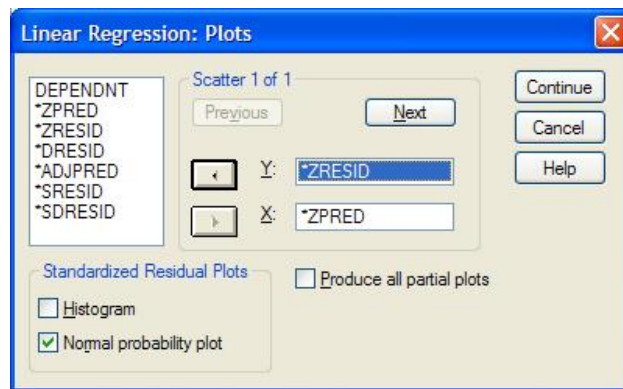 Linear Regression: Plots
DEPENDNT
*ZPRED
*ZRESID
*DRESID
*ADJPRED
*SRESID
*SDRESID
Scatter 1 of 1
Previous
Next
Y: *ZRESID
X: *ZPRED
Continue
Cancel
Help
Standardized Residual Plots
Histogram
Normal probability plot
Produce all partial plots